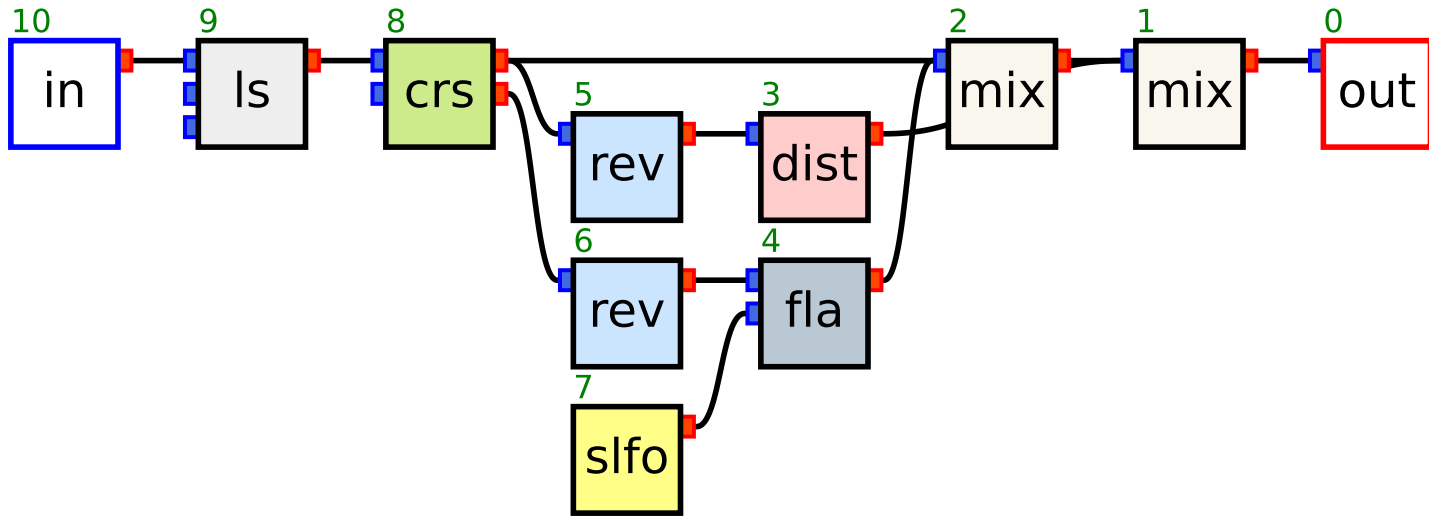 10 9 8 2 1 0
in ls crs mix mix out
5 3
rev dist
6 4
rev fla
7
slfo